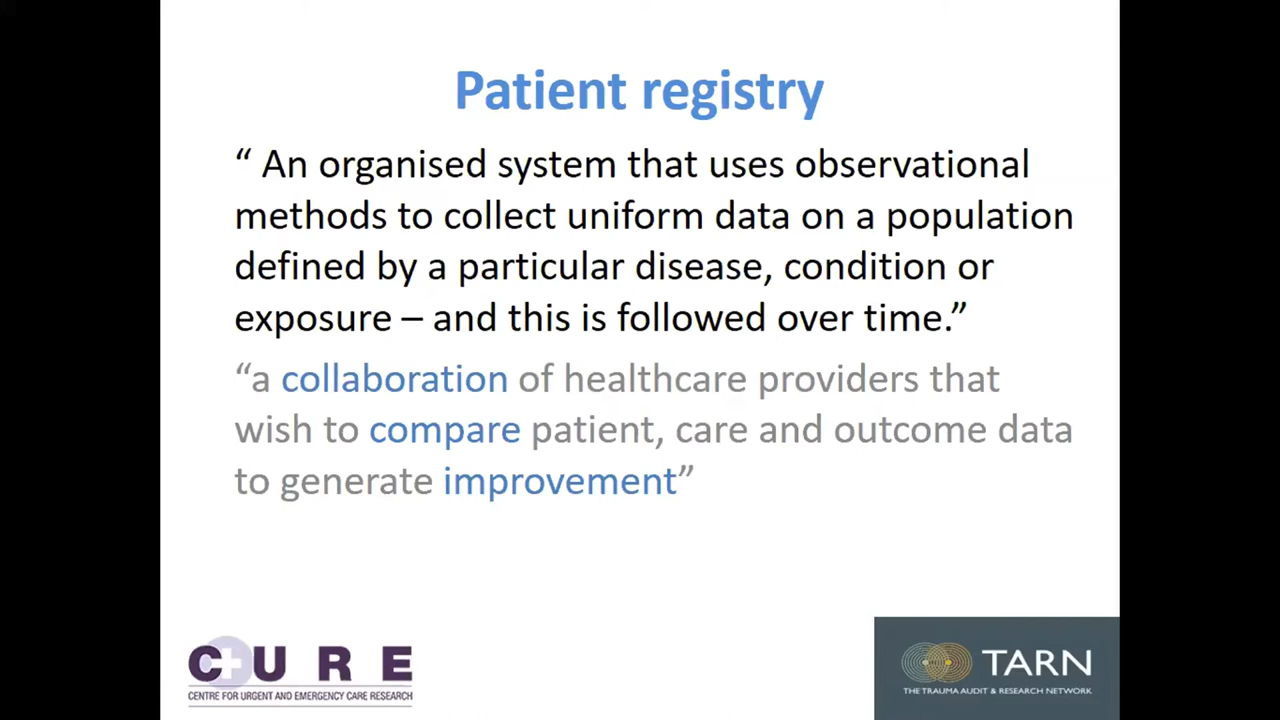 Patient registry
“ An organised system that uses observational
methods to collect uniform data on a population
defined by a particular disease, condition or
exposure – and this is followed over time.”
“a collaboration of healthcare providers that
wish to compare patient, care and outcome data
to generate improvement”
CURE
CENTRE FOR URGENT AND EMERGENCY CARE RESEARCH
TARN
THE TRAUMA AUDIT & RESEARCH NETWORK